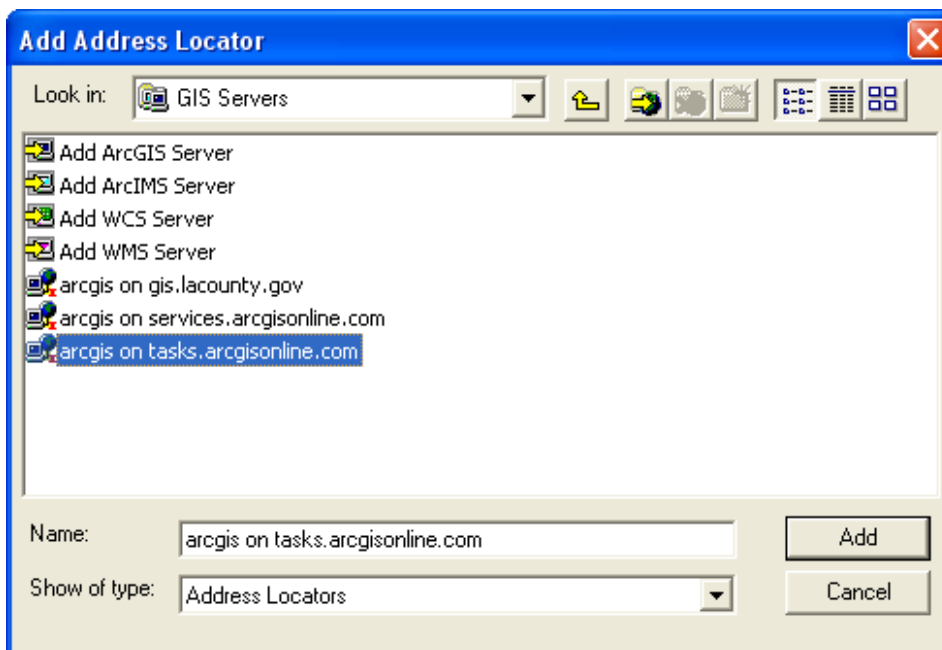 Add Address Locator
Look in: GIS Servers
Add ArcGIS Server
Add ArcIMS Server
Add WCS Server
Add WMS Server
arcgis on gis.lacounty.gov
arcgis on services.arcgisonline.com
arcgis on tasks.arcgisonline.com
Name: arcgis on tasks.arcgisonline.com Add
Show of type: Address Locators Cancel